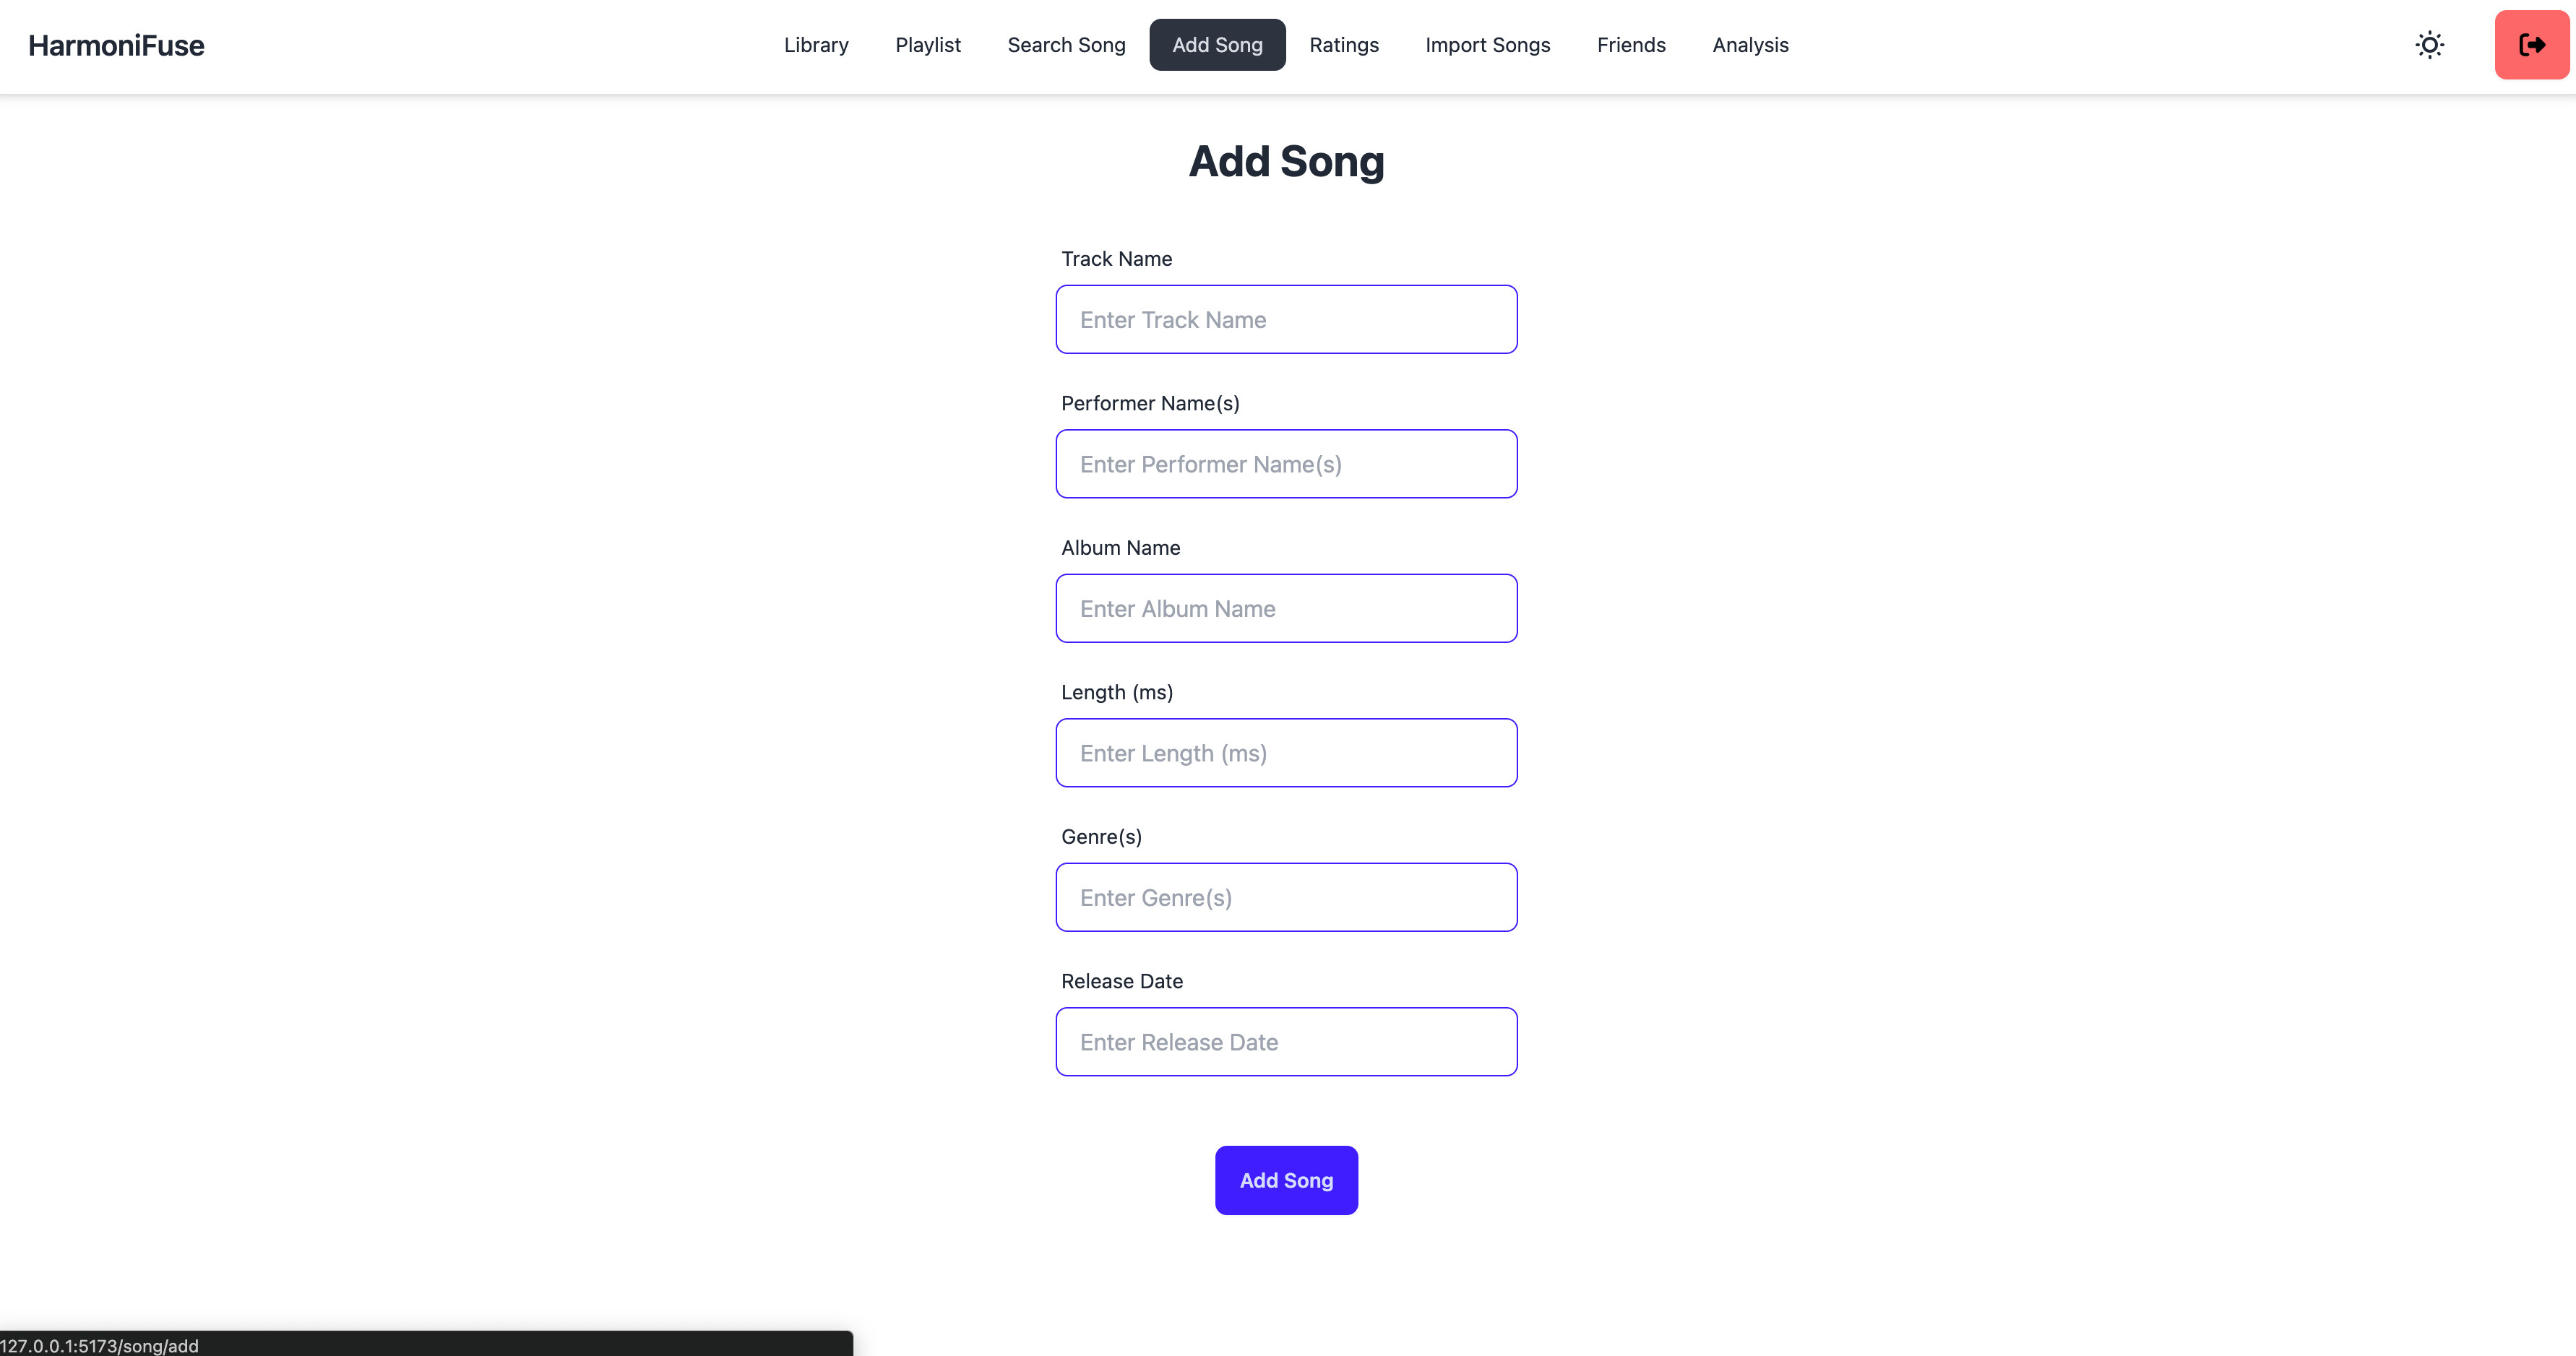 HarmoniFuse
Library Playlist Search Song Add Song Ratings Import Songs Friends Analysis
Add Song
Track Name
Enter Track Name
Performer Name(s)
Enter Performer Name(s)
Album Name
Enter Album Name
Length (ms)
Enter Length (ms)
Genre(s)
Enter Genre(s)
Release Date
Enter Release Date
Add Song
127.0.0.1:5173/song/add